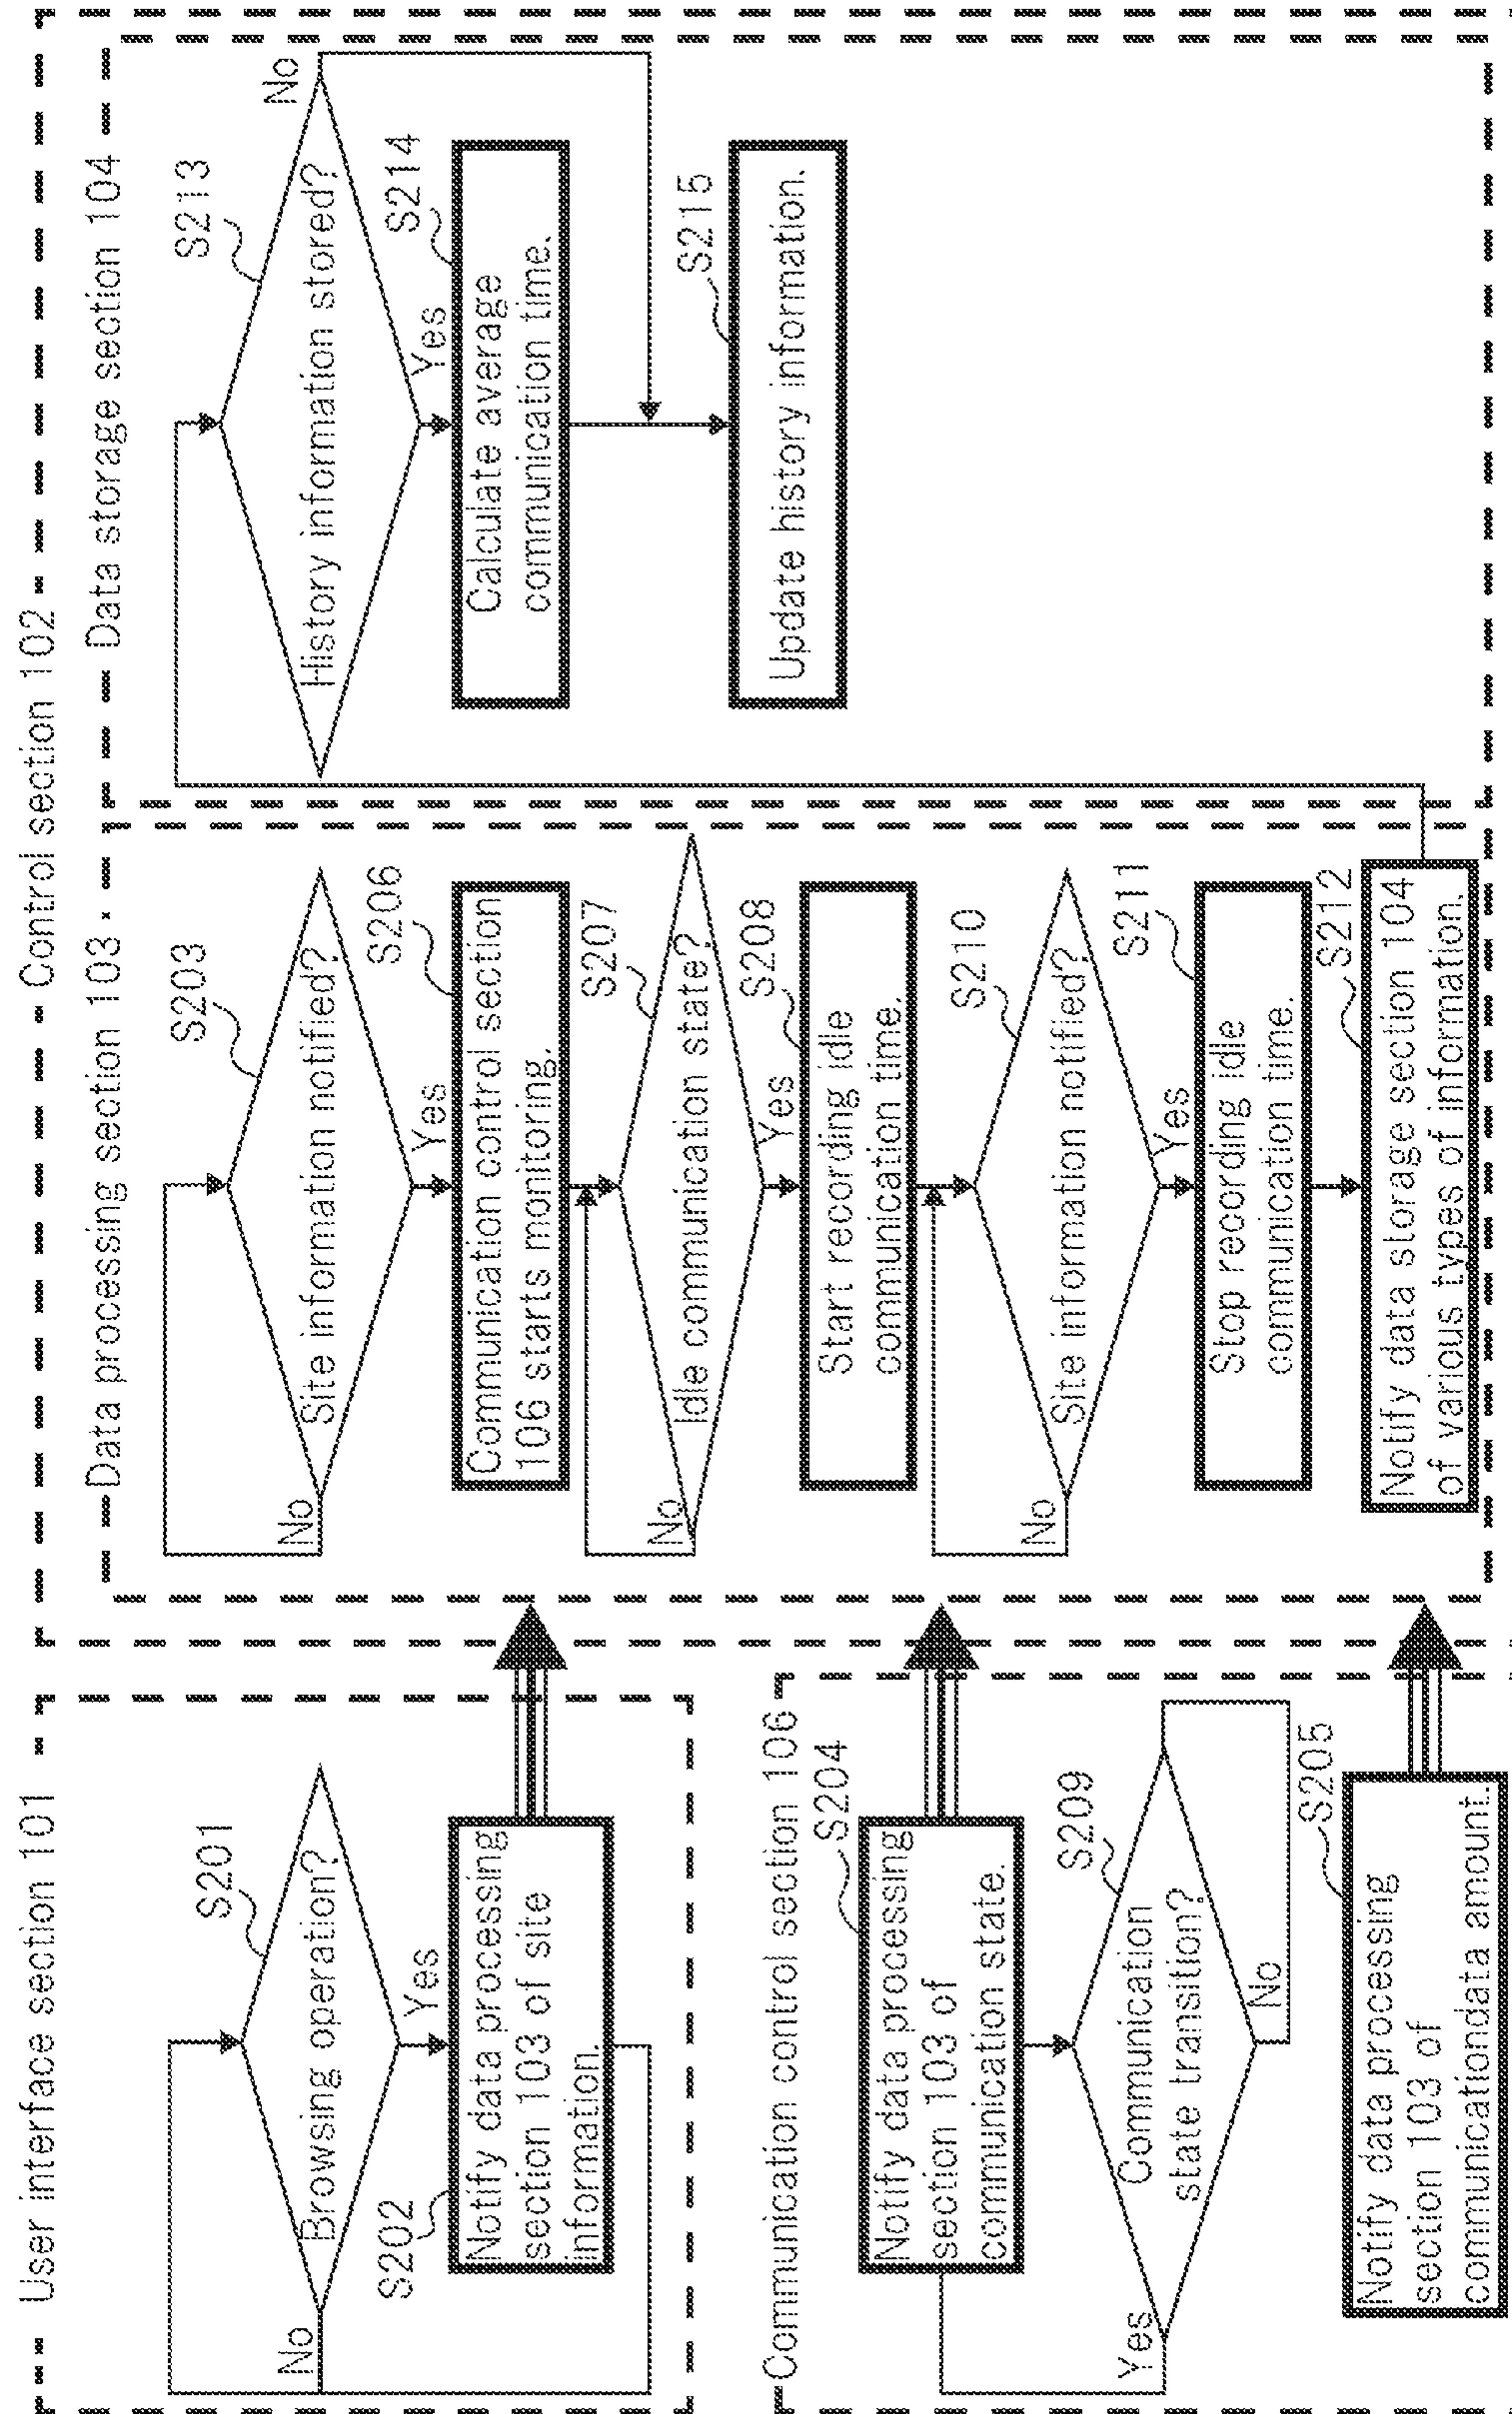 User interface section 101
S201
Browsing operation?
No
Yes
S202
Notify data processing
section 103 of site
information.
Communication control section 106
S204
Notify data processing
section 103 of
communication state.
S209
Communication
state transition?
Yes
No
S205
Notify data processing
section 103 of
communicationdata amount.
Control section 102
Data processing section 103
S203
Site information notified?
No
Yes
S206
Communication control section
106 starts monitoring.
S207
Idle communication state?
No
Yes
S208
Start recording idle
communication time.
S210
Site information notified?
No
Yes
S211
Stop recording idle
communication time.
S212
Notify data storage section 104
of various types of information.
Data storage section 104
S213
History information stored?
No
Yes
S214
Calculate average
communication time.
S215
Update history information.